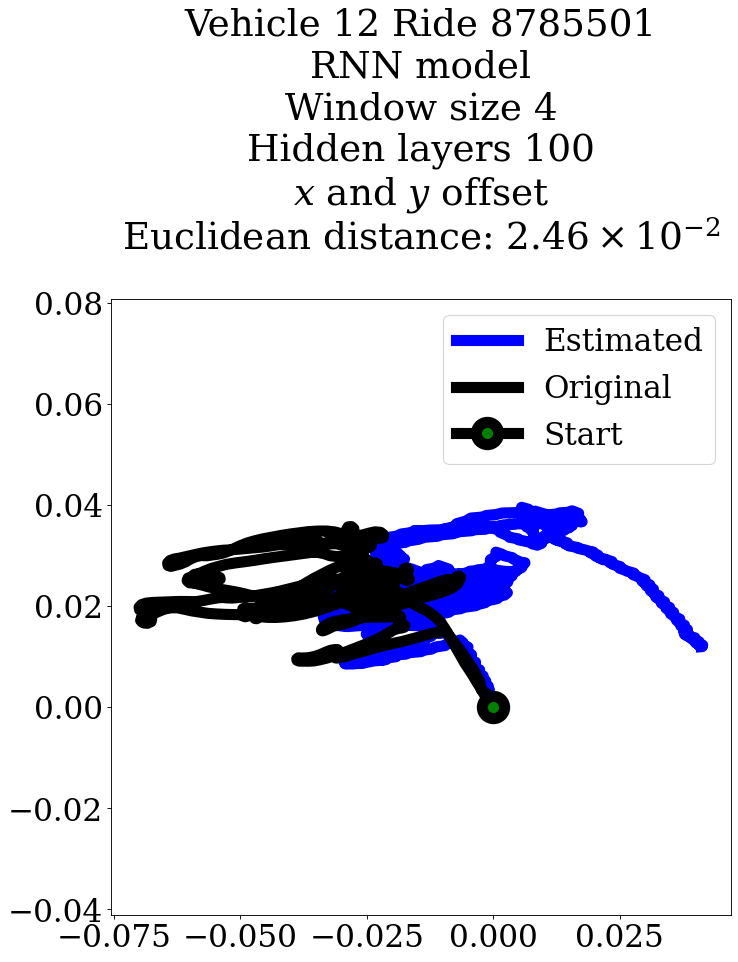 Vehicle 12 Ride 8785501
RNN model
Window size 4
Hidden layers 100
x and y offset
Euclidean distance: 2.46 × 10⁻²
0.08
0.06
0.04
0.02
0.00
−0.02
−0.04
Estimated
Original
Start
−0.075 −0.050 −0.025 0.000 0.025